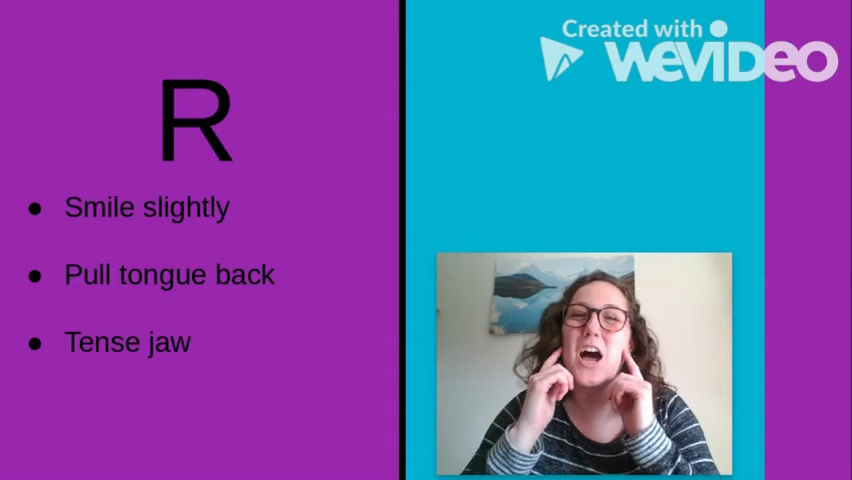 Created with
WeVideo
R
● Smile slightly
● Pull tongue back
● Tense jaw